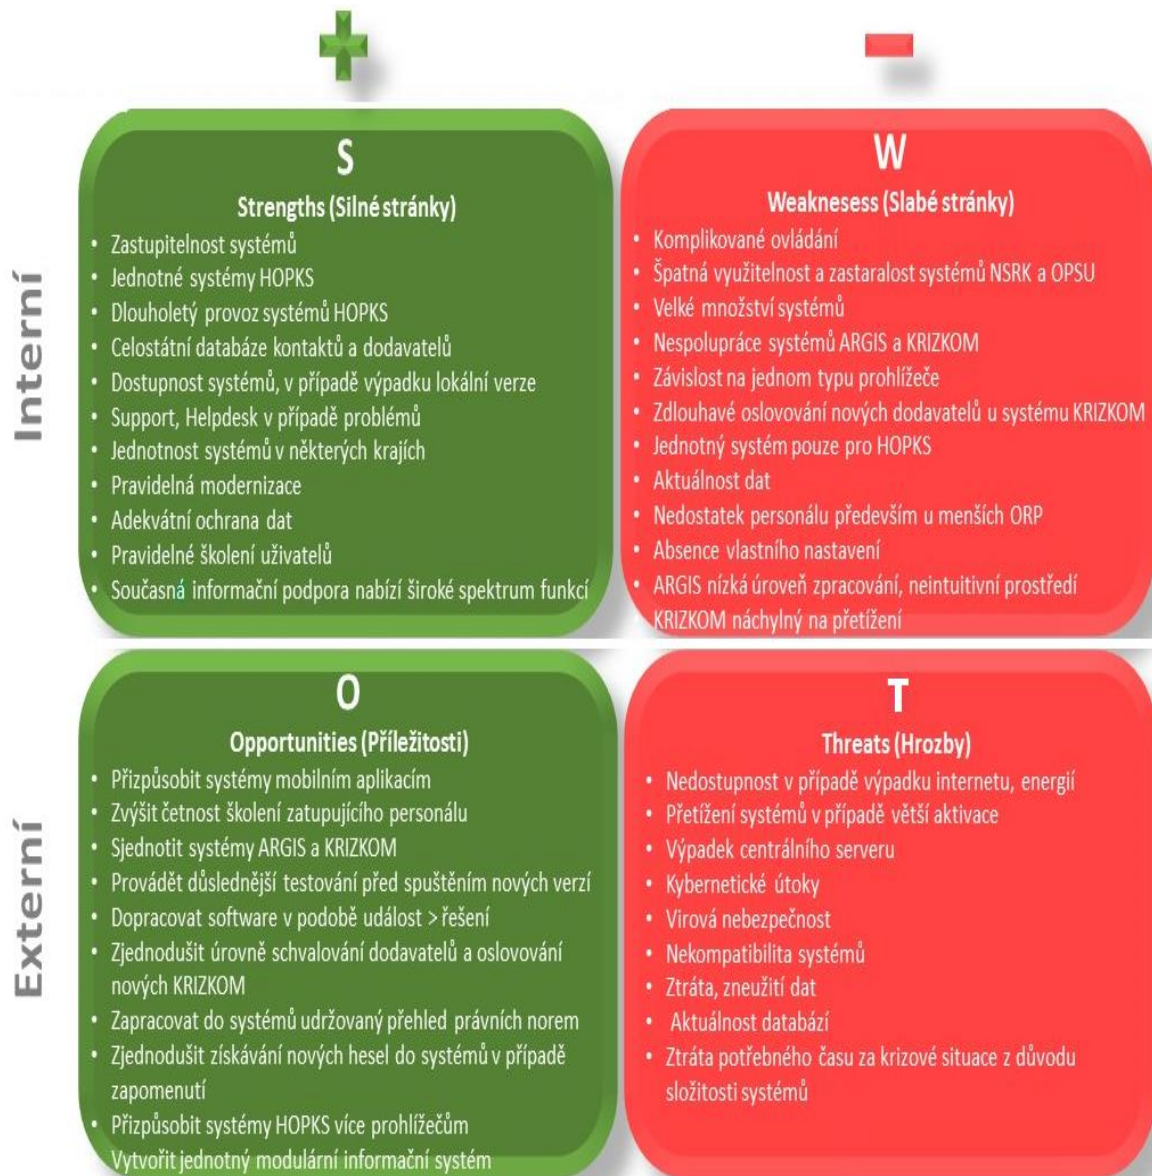 Interní
S
Strengths (Silné stránky)
• Zastupitelnost systémů
• Jednotné systémy HOPKS
• Dlouholetý provoz systémů HOPKS
• Celostátní databáze kontaktů a dodavatelů
• Dostupnost systémů, v případě výpadku lokální verze
• Support, Helpdesk v případě problémů
• Jednotnost systémů v některých krajích
• Pravidelná modernizace
• Adekvátní ochrana dat
• Pravidelné školení uživatelů
• Současná informační podpora nabízí široké spektrum funkcí
W
Weaknesess (Slabé stránky)
• Komplikované ovládání
• Špatná využitelnost a zastaralost systémů NSRK a OPSU
• Velké množství systémů
• Nespolupráce systémů ARGIS a KRIZKOM
• Závislost na jednom typu prohlížeče
• Zdlouhavé oslovování nových dodavatelů u systému KRIZKOM
• Jednotný systém pouze pro HOPKS
• Aktuálnost dat
• Nedostatek personálu především u menších ORP
• Absence vlastního nastavení
• ARGIS nízká úroveň zpracování, neintuitivní prostředí
• KRIZKOM náchylný na přetížení
Externí
O
Opportunities (Příležitosti)
• Přizpůsobit systémy mobilním aplikacím
• Zvýšit četnost školení zatupujícího personálu
• Sjednotit systémy ARGIS a KRIZKOM
• Provádět důslednější testování před spuštěním nových verzí
• Dopracovat software v podobě událost > řešení
• Zjednodušit úrovně schvalování dodavatelů a oslovování
nových KRIZKOM
• Zapracovat do systémů udržovaný přehled právních norem
• Zjednodušit získávání nových hesel do systémů v případě
zapomenutí
• Přizpůsobit systémy HOPKS více prohlížečům
• Vytvořit jednotný modulární informační systém
T
Threats (Hrozby)
• Nedostupnost v případě výpadku internetu, energií
• Přetížení systémů v případě větší aktivace
• Výpadek centrálního serveru
• Kybernetické útoky
• Virová nebezpečnost
• Nekompatibilita systémů
• Ztráta, zneužití dat
• Aktuálnost databází
• Ztráta potřebného času za krizové situace z důvodu
složitosti systémů